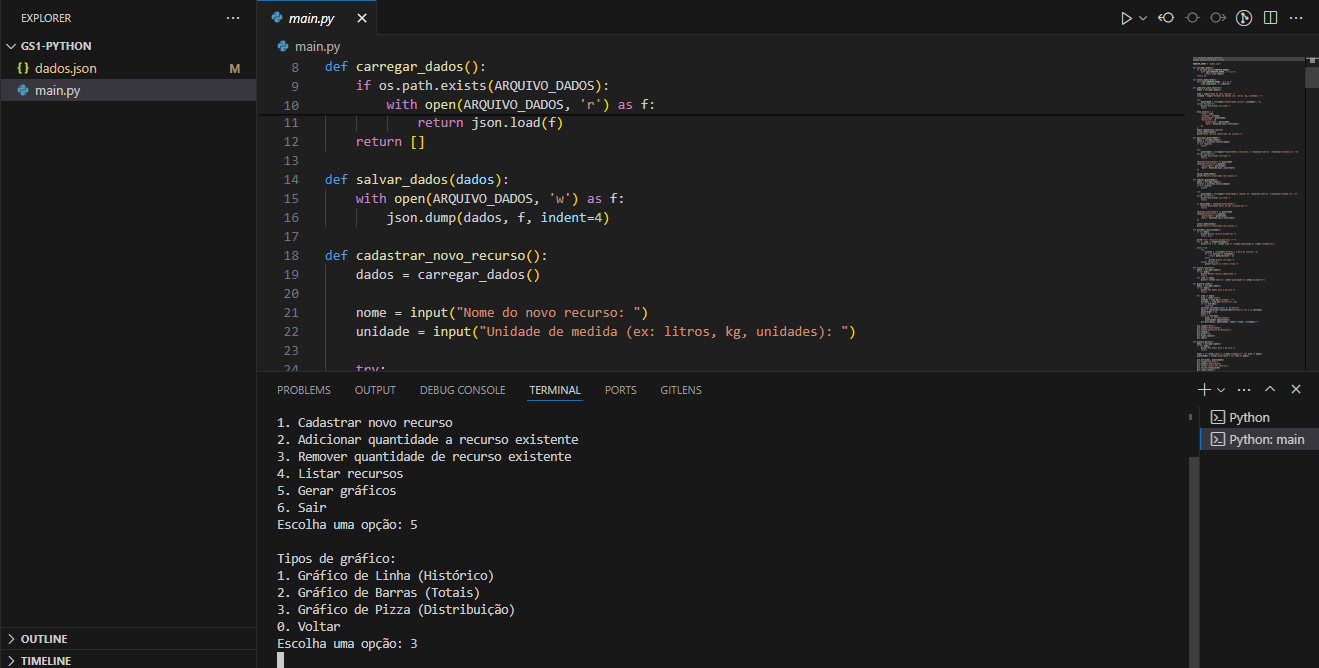 EXPLORER
GS1-PYTHON
{} dados.json M
main.py
OUTLINE
TIMELINE
main.py
main.py
8 def carregar_dados():
9 if os.path.exists(ARQUIVO_DADOS):
10 with open(ARQUIVO_DADOS, 'r') as f:
11 return json.load(f)
12 return []
13
14 def salvar_dados(dados):
15 with open(ARQUIVO_DADOS, 'w') as f:
16 json.dump(dados, f, indent=4)
17
18 def cadastrar_novo_recurso():
19 dados = carregar_dados()
20
21 nome = input("Nome do novo recurso: ")
22 unidade = input("Unidade de medida (ex: litros, kg, unidades): ")
23
24 try:
PROBLEMS OUTPUT DEBUG CONSOLE TERMINAL PORTS GITLENS
1. Cadastrar novo recurso
2. Adicionar quantidade a recurso existente
3. Remover quantidade de recurso existente
4. Listar recursos
5. Gerar gráficos
6. Sair
Escolha uma opção: 5
Tipos de gráfico:
1. Gráfico de Linha (Histórico)
2. Gráfico de Barras (Totais)
3. Gráfico de Pizza (Distribuição)
0. Voltar
Escolha uma opção: 3
Python
Python: main